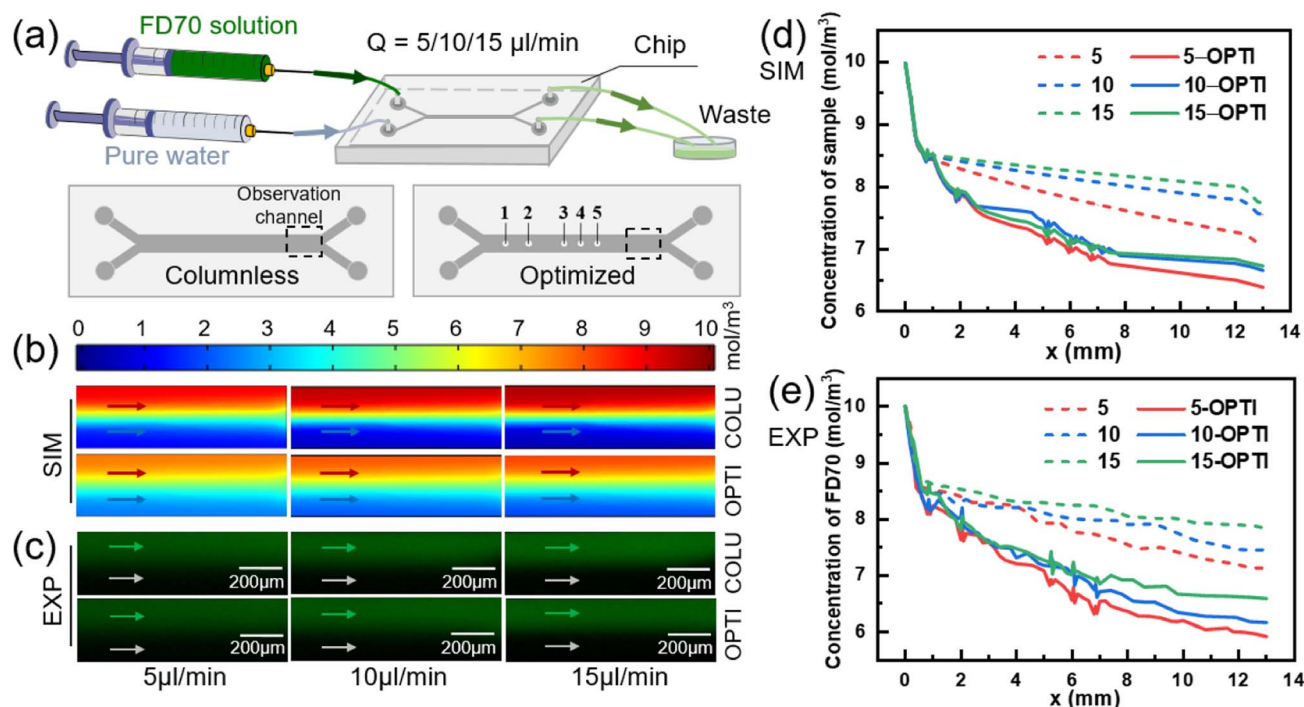 (a)
FD70 solution
Q = 5/10/15 µl/min
Chip
Waste
Pure water
Observation
channel
Columnless
1 2 3 4 5
Optimized
0 1 2 3 4 5 6 7 8 9 10 mol/m³
(b)
SIM
COLU
OPTI
(c)
EXP
200µm 200µm 200µm
COLU
200µm 200µm 200µm
OPTI
5µl/min 10µl/min 15µl/min
(d)
SIM
Concentration of sample (mol/m³)
5 5–OPTI
10 10–OPTI
15 15–OPTI
10
9
8
7
6
0 2 4 6 8 10 12 14
x (mm)
(e)
EXP
Concentration of FD70 (mol/m³)
5 5-OPTI
10 10-OPTI
15 15-OPTI
10
9
8
7
6
0 2 4 6 8 10 12 14
x (mm)